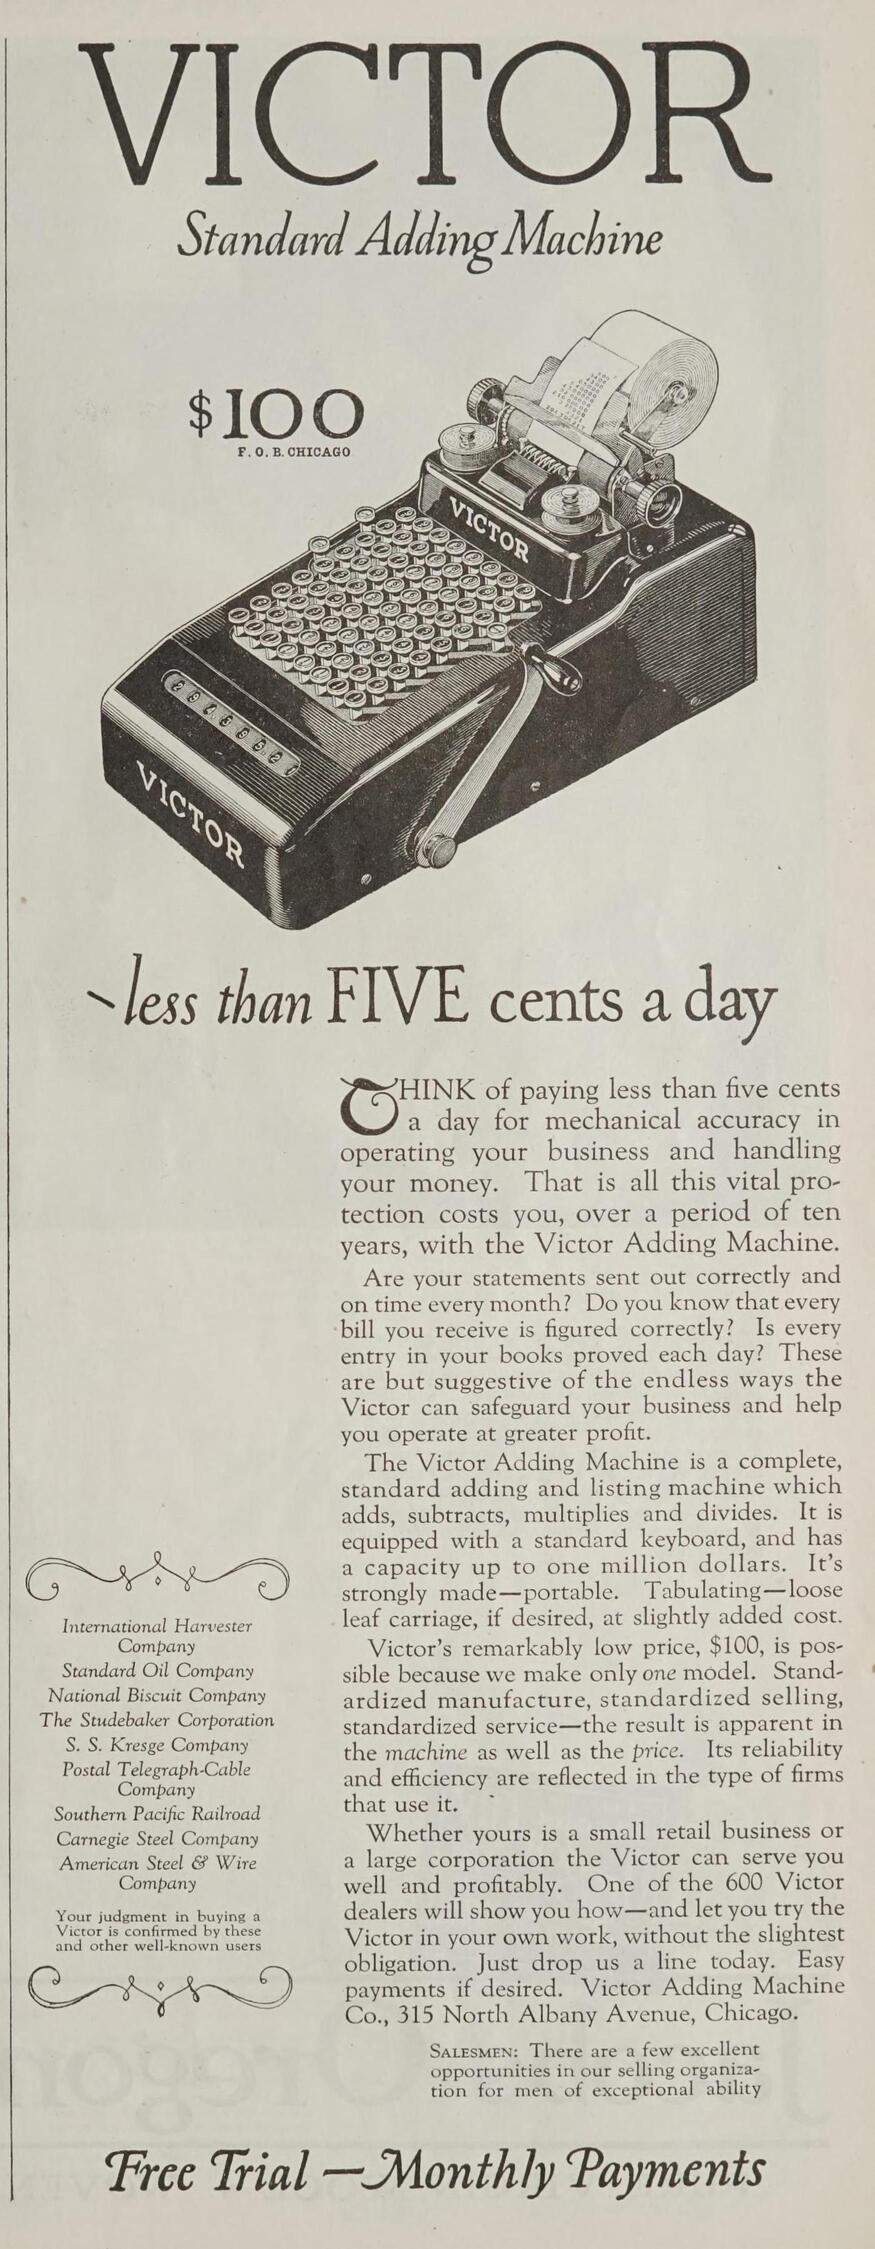 VICTOR
Standard Adding Machine
$100
F. O. B. CHICAGO
VICTOR
VICTOR
less than FIVE cents a day
THINK of paying less than five cents
a day for mechanical accuracy in
operating your business and handling
your money. That is all this vital pro-
tection costs you, over a period of ten
years, with the Victor Adding Machine.
Are your statements sent out correctly and
on time every month? Do you know that every
bill you receive is figured correctly? Is every
entry in your books proved each day? These
are but suggestive of the endless ways the
Victor can safeguard your business and help
you operate at greater profit.
The Victor Adding Machine is a complete,
standard adding and listing machine which
adds, subtracts, multiplies and divides. It is
equipped with a standard keyboard, and has
a capacity up to one million dollars. It's
strongly made—portable. Tabulating—loose
leaf carriage, if desired, at slightly added cost.
Victor's remarkably low price, $100, is pos-
sible because we make only one model. Stand-
ardized manufacture, standardized selling,
standardized service—the result is apparent in
the machine as well as the price. Its reliability
and efficiency are reflected in the type of firms
that use it.
Whether yours is a small retail business or
a large corporation the Victor can serve you
well and profitably. One of the 600 Victor
dealers will show you how—and let you try the
Victor in your own work, without the slightest
obligation. Just drop us a line today. Easy
payments if desired. Victor Adding Machine
Co., 315 North Albany Avenue, Chicago.
SALESMEN: There are a few excellent
opportunities in our selling organiza-
tion for men of exceptional ability
International Harvester
Company
Standard Oil Company
National Biscuit Company
The Studebaker Corporation
S. S. Kresge Company
Postal Telegraph-Cable
Company
Southern Pacific Railroad
Carnegie Steel Company
American Steel & Wire
Company
Your judgment in buying a
Victor is confirmed by these
and other well-known users
Free Trial—Monthly Payments